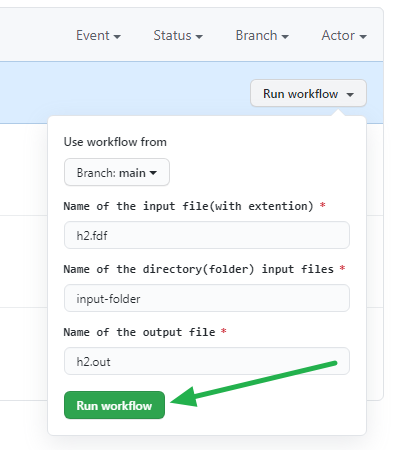 Event Status Branch Actor
Run workflow
Use workflow from
Branch: main
Name of the input file(with extention) *
h2.fdf
Name of the directory(folder) input files *
input-folder
Name of the output file *
h2.out
Run workflow